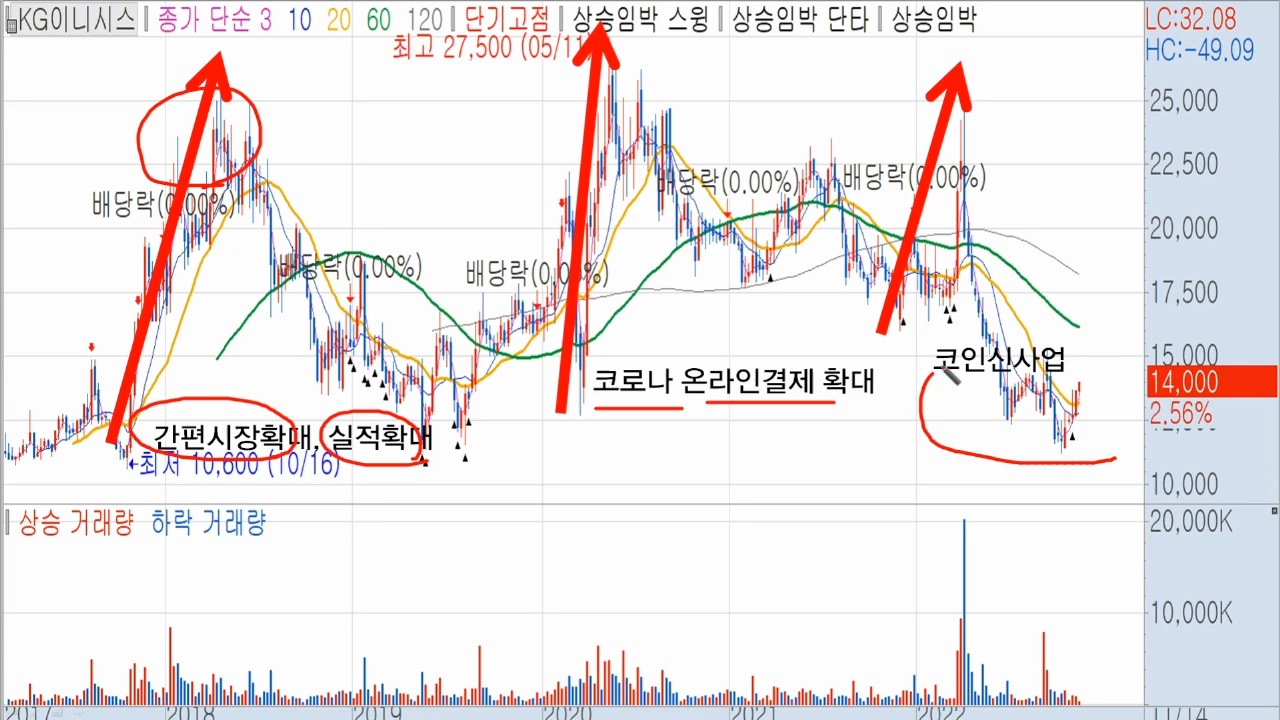 KG이니시스 종가 단순 3 10 20 60 120 단기고점 상승임박 스윙 상승임박 단타 상승임박
LC:32.08
HC:-49.09
최고 27,500 (05/11)
25,000
22,500
20,000
17,500
15,000
14,000
2.56%
10,000
배당락(0.00%)
배당락(0.00%)
배당락(0.00%)
배당락(0.00%)
배당락(0.00%)
코인신사업
코로나 온라인결제 확대
간편시장확대, 실적확대
←최저 10,600 (10/16)
상승 거래량 하락 거래량
20,000K
10,000K
2017 2018 2019 2020 2021 2022 11/14